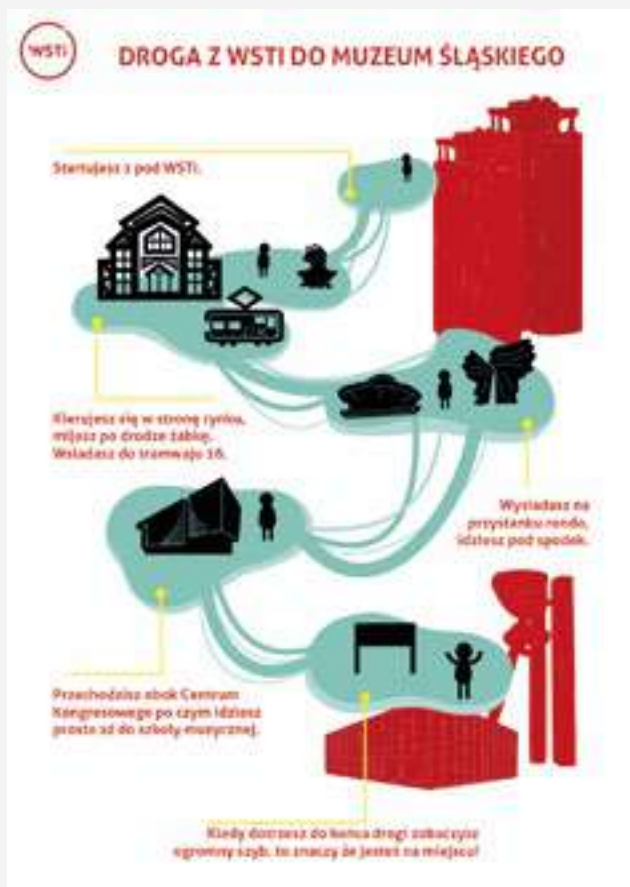 WSTi
DROGA Z WSTI DO MUZEUM ŚLĄSKIEGO
Startujesz z pod WSTi.
Kierujesz się w stronę rynku,
mijasz po drodze żabkę.
Wsiadasz do tramwaju 16.
Wysiadasz na
przystanku rondo,
idziesz pod spodek.
Przechodzisz obok Centrum
Kongresowego po czym idziesz
prosto aż do szkoły muzycznej.
Kiedy dotrzesz do końca drogi zobaczysz
ogromny szyb, to znaczy że jesteś na miejscu!